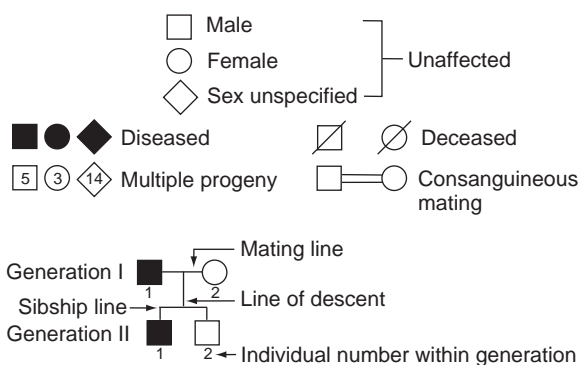 Male
Female
Unaffected
Sex unspecified
Diseased
Deceased
5 3 14 Multiple progeny
Consanguineous
mating
Mating line
Generation I
1 2
Line of descent
Sibship line
Generation II
1 2
Individual number within generation